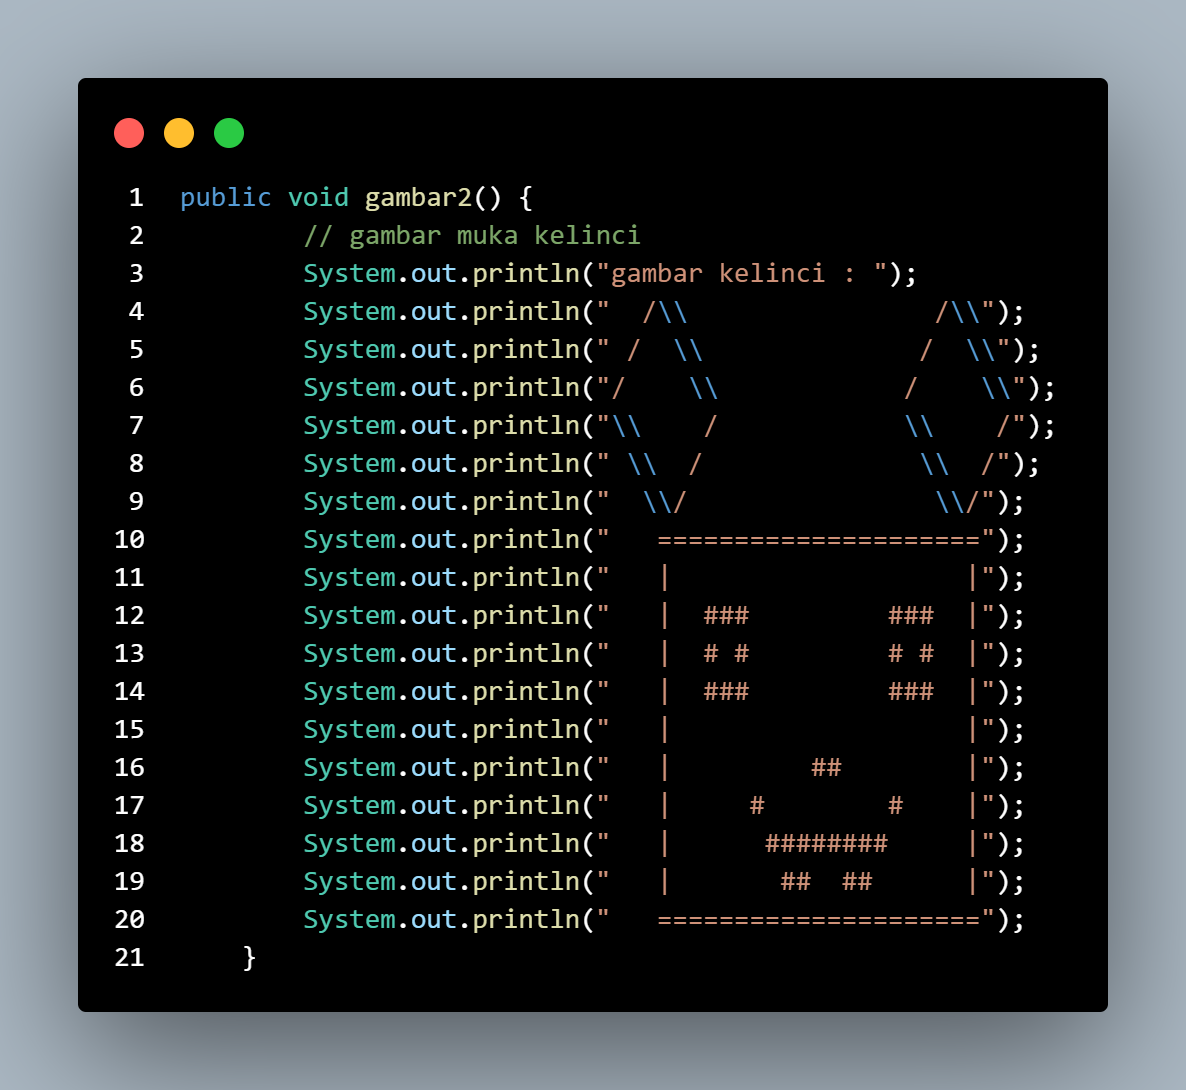 1 public void gambar2() {
2         // gambar muka kelinci
3         System.out.println("gambar kelinci : ");
4         System.out.println("  /\\                /\\");
5         System.out.println(" /  \\              /  \\");
6         System.out.println("/    \\            /    \\");
7         System.out.println("\\    /            \\    /");
8         System.out.println(" \\  /              \\  /");
9         System.out.println("  \\/                \\/");
10         System.out.println("   =====================");
11         System.out.println("   |                   |");
12         System.out.println("   |  ###         ###  |");
13         System.out.println("   |  # #         # #  |");
14         System.out.println("   |  ###         ###  |");
15         System.out.println("   |                   |");
16         System.out.println("   |         ##        |");
17         System.out.println("   |     #        #    |");
18         System.out.println("   |      ########     |");
19         System.out.println("   |       ##  ##      |");
20         System.out.println("   =====================");
21     }